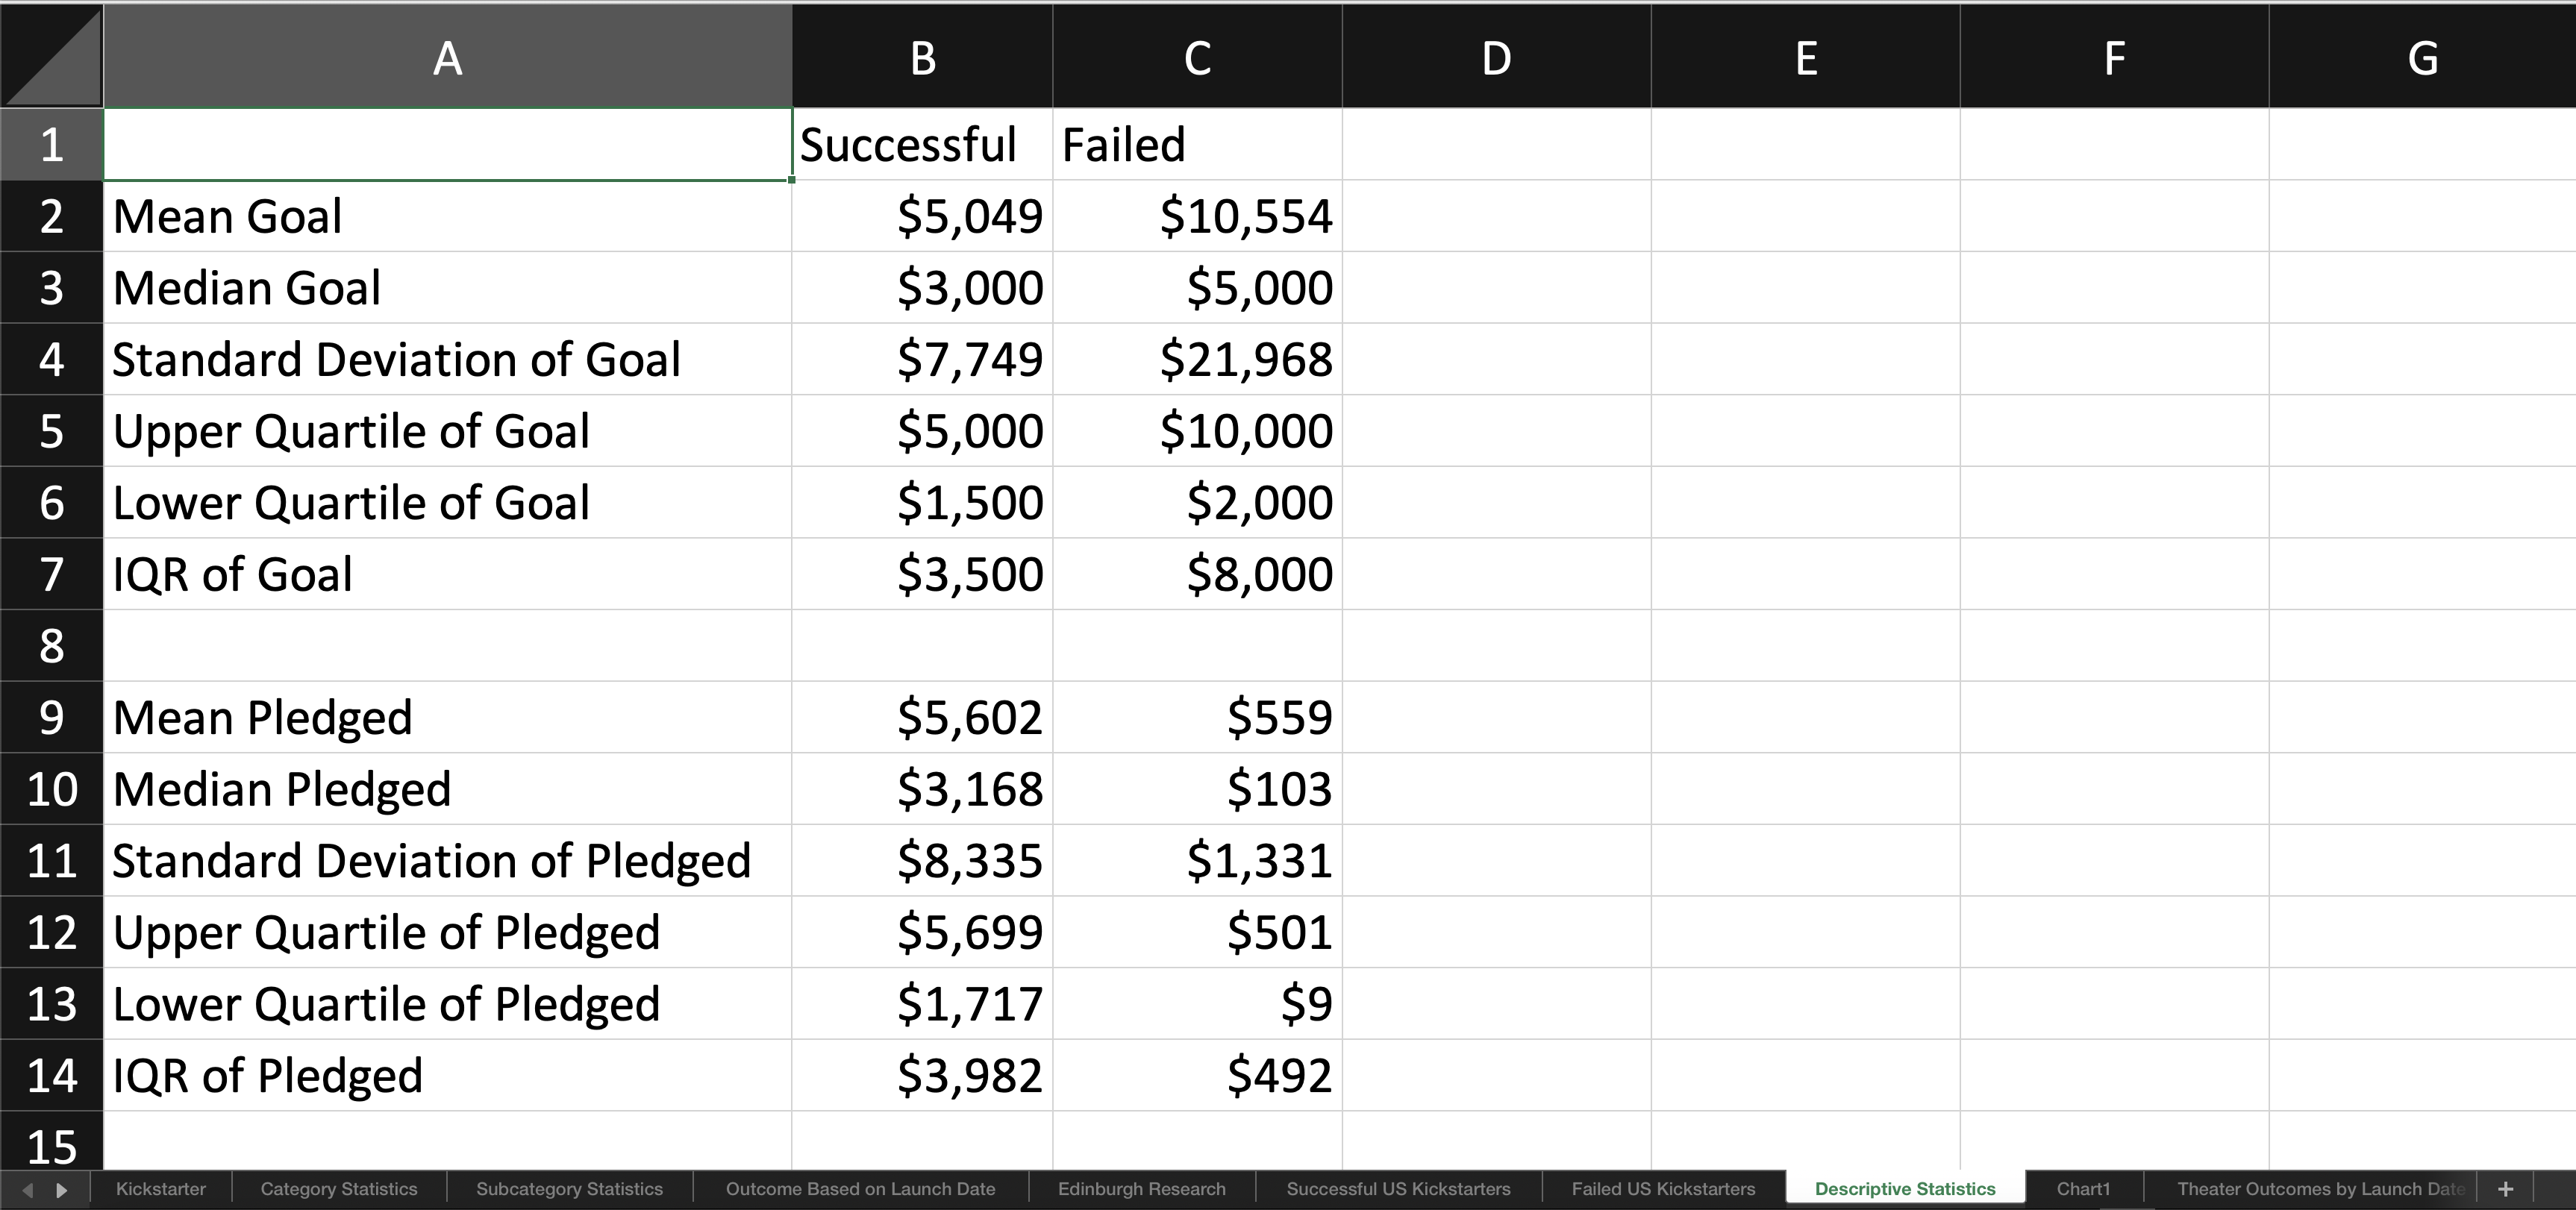 A B C D E F G
1 Successful Failed
2 Mean Goal $5,049 $10,554
3 Median Goal $3,000 $5,000
4 Standard Deviation of Goal $7,749 $21,968
5 Upper Quartile of Goal $5,000 $10,000
6 Lower Quartile of Goal $1,500 $2,000
7 IQR of Goal $3,500 $8,000
8
9 Mean Pledged $5,602 $559
10 Median Pledged $3,168 $103
11 Standard Deviation of Pledged $8,335 $1,331
12 Upper Quartile of Pledged $5,699 $501
13 Lower Quartile of Pledged $1,717 $9
14 IQR of Pledged $3,982 $492
15
Kickstarter Category Statistics Subcategory Statistics Outcome Based on Launch Date Edinburgh Research Successful US Kickstarters Failed US Kickstarters Descriptive Statistics Chart1 Theater Outcomes by Launch Date +